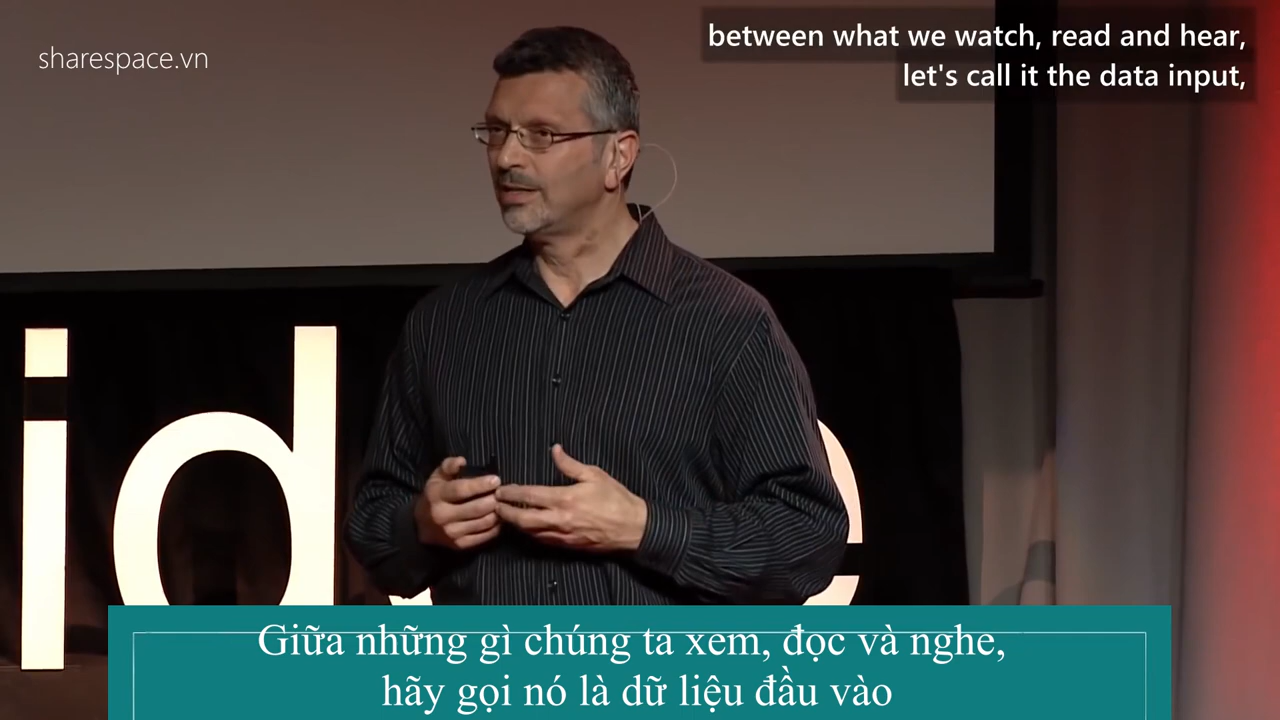 sharespace.vn
between what we watch, read and hear,
let's call it the data input,
Giữa những gì chúng ta xem, đọc và nghe,
hãy gọi nó là dữ liệu đầu vào